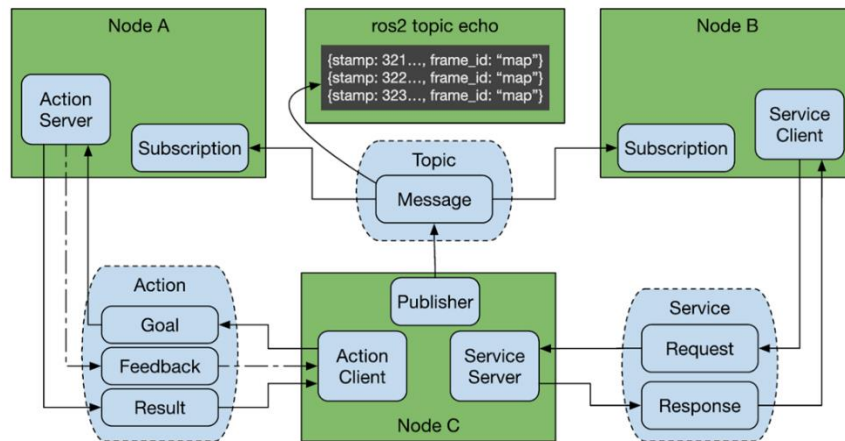 Node A
ros2 topic echo
Node B
{stamp: 321..., frame_id: “map”}
{stamp: 322..., frame_id: “map”}
{stamp: 323..., frame_id: “map”}
Action
Server
Subscription
Subscription
Service
Client
Topic
Message
Action
Goal
Feedback
Result
Publisher
Action
Client
Service
Server
Node C
Service
Request
Response